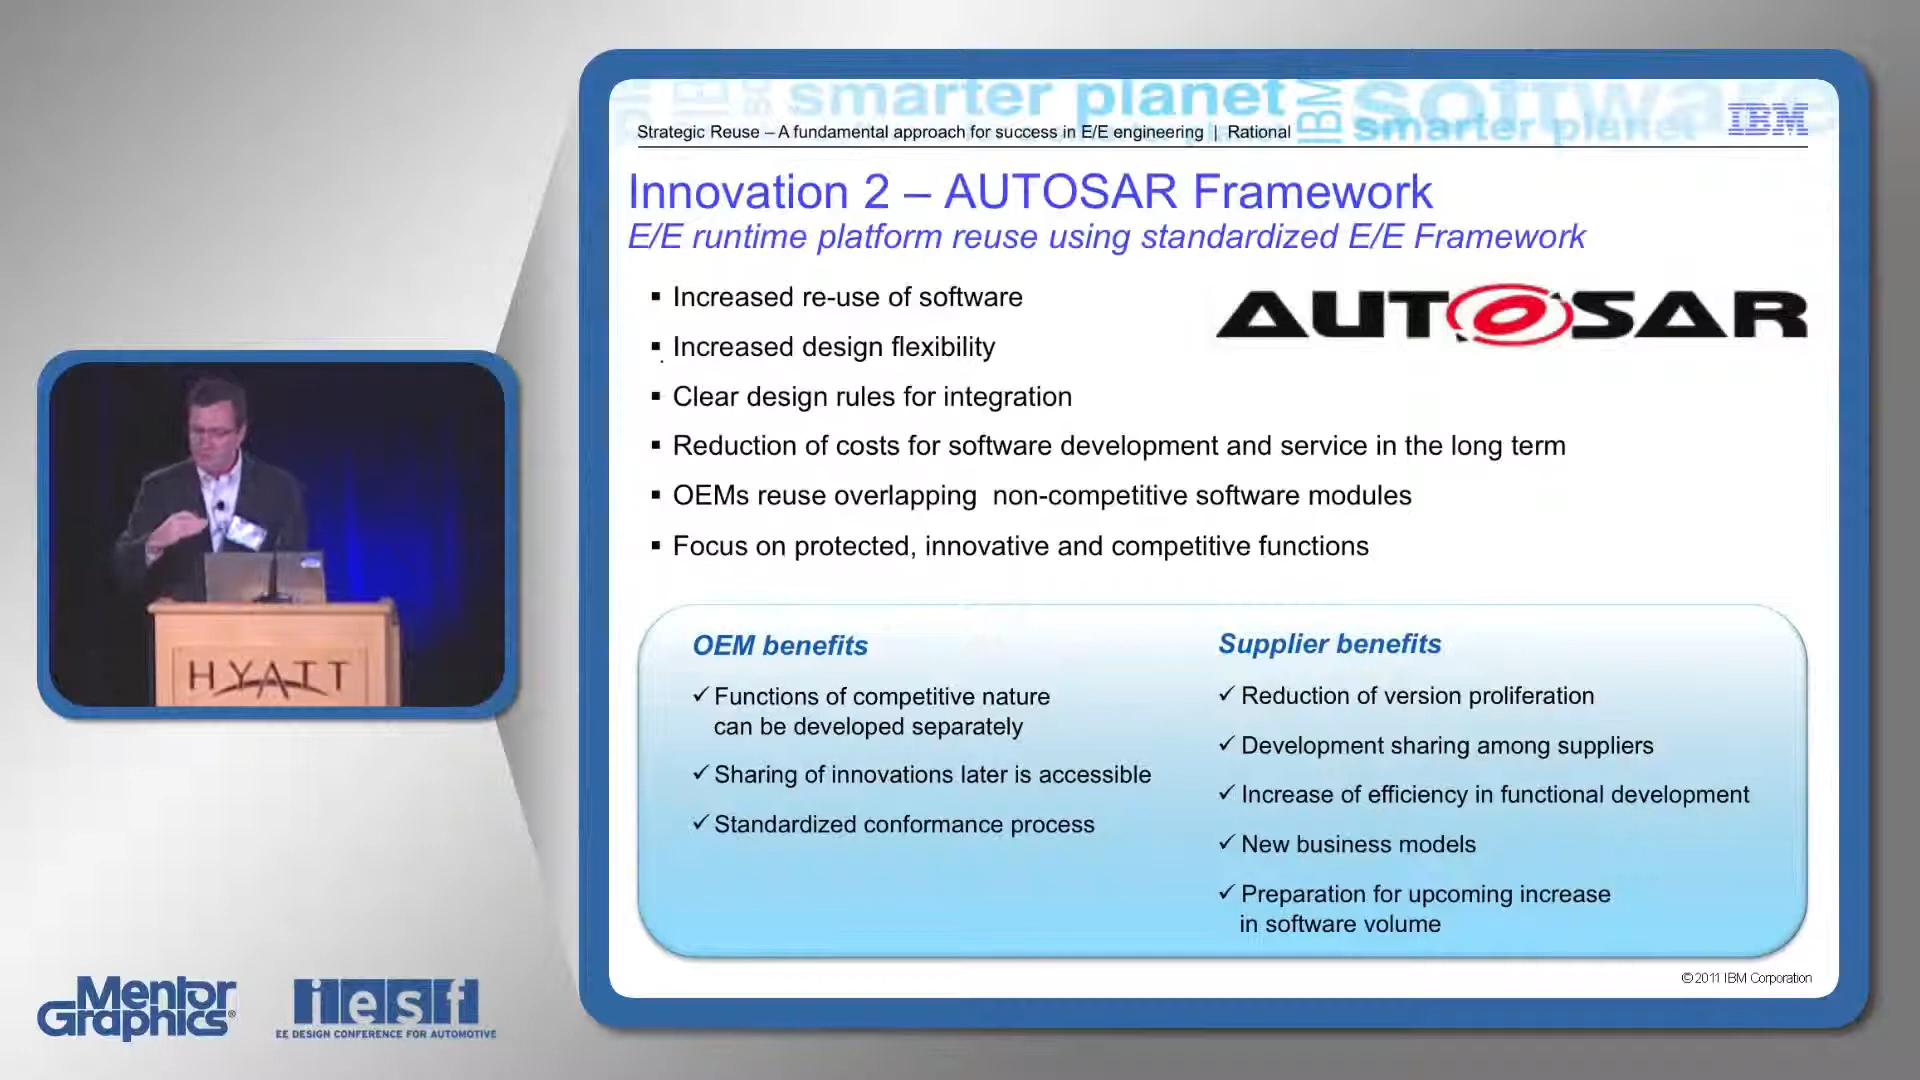 smarter planet
software
smarter planet
IBM
IBM
Strategic Reuse – A fundamental approach for success in E/E engineering | Rational
Innovation 2 – AUTOSAR Framework
E/E runtime platform reuse using standardized E/E Framework
AUTOSAR
▪ Increased re-use of software
▪ Increased design flexibility
▪ Clear design rules for integration
▪ Reduction of costs for software development and service in the long term
▪ OEMs reuse overlapping non-competitive software modules
▪ Focus on protected, innovative and competitive functions
OEM benefits
✓ Functions of competitive nature
can be developed separately
✓ Sharing of innovations later is accessible
✓ Standardized conformance process
Supplier benefits
✓ Reduction of version proliferation
✓ Development sharing among suppliers
✓ Increase of efficiency in functional development
✓ New business models
✓ Preparation for upcoming increase
in software volume
© 2011 IBM Corporation
HYATT
Mentor
Graphics®
iesf
EE DESIGN CONFERENCE FOR AUTOMOTIVE